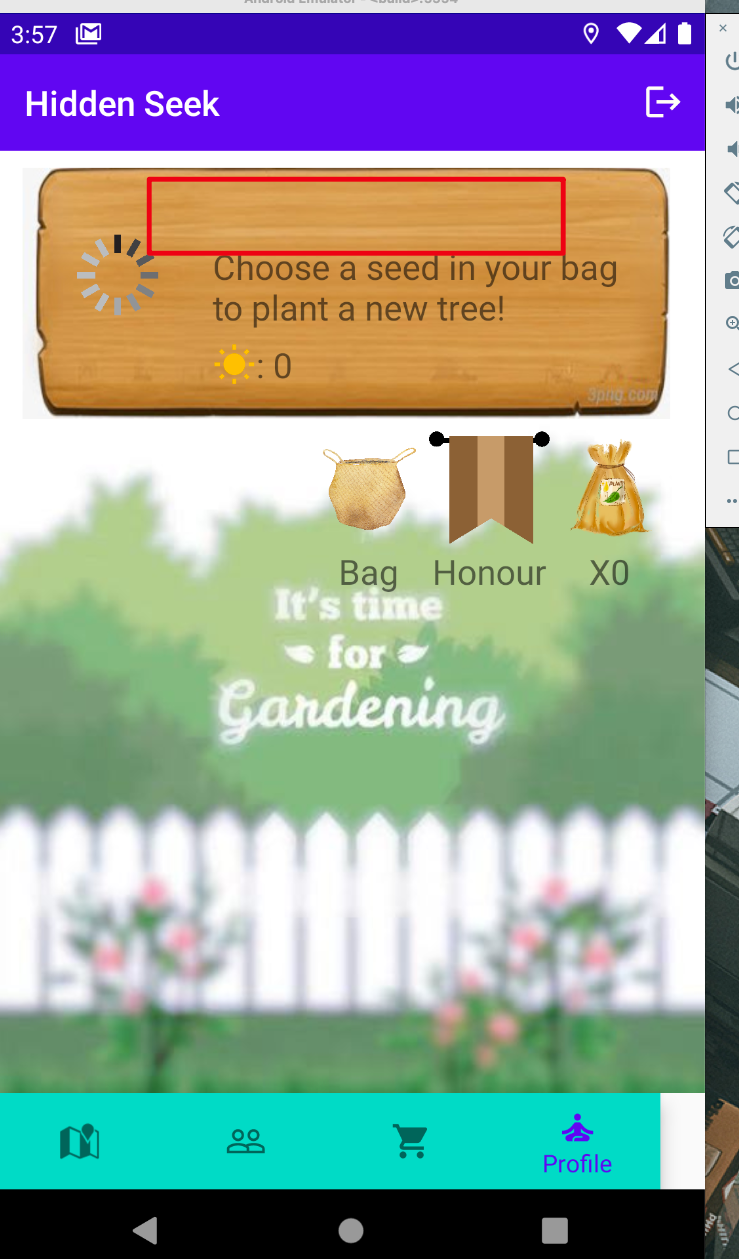 3:57
Hidden Seek
Choose a seed in your bag
to plant a new tree!
: 0
3png.com
Bag Honour X0
It's time
for
Gardening
Profile